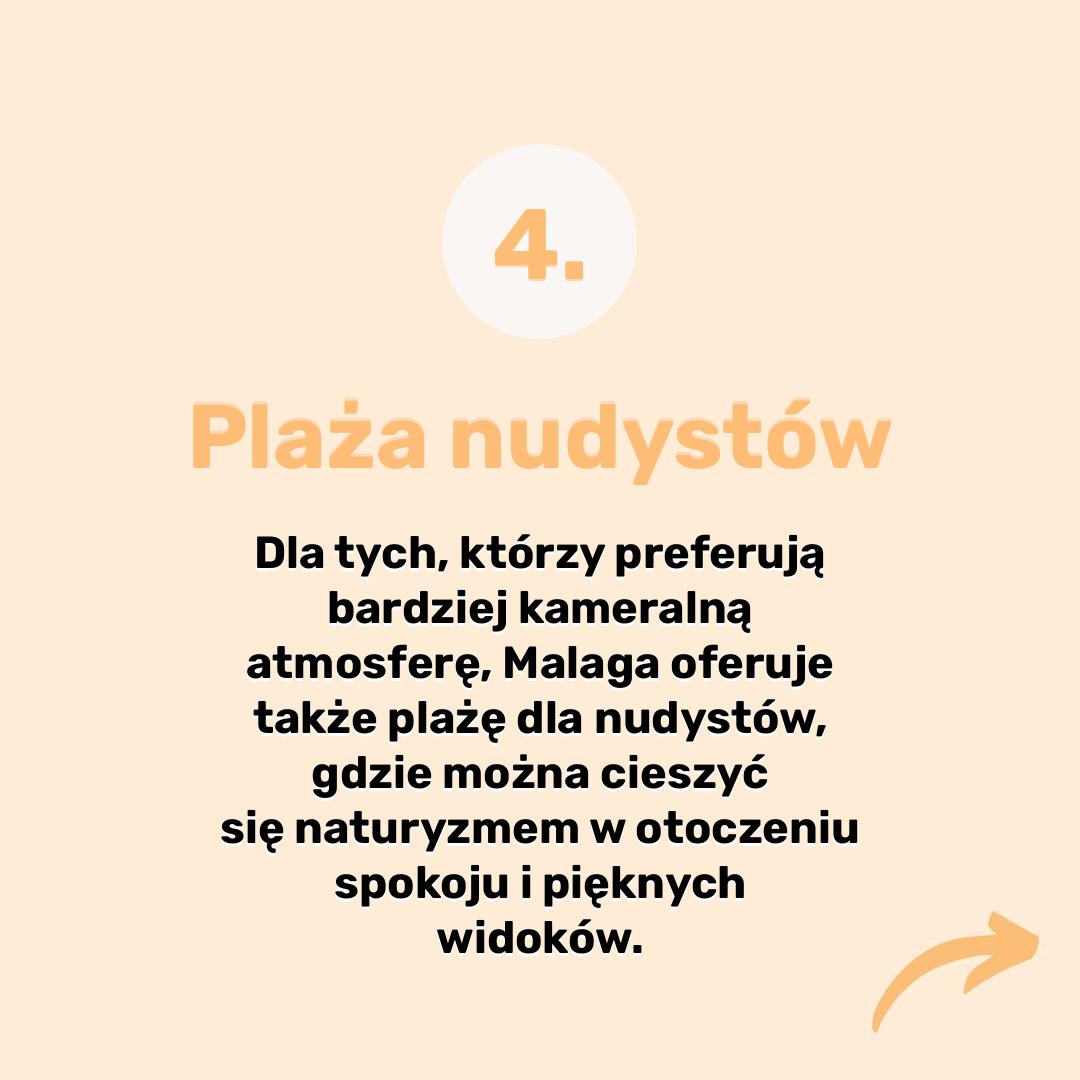 4.
Plaża nudystów
Dla tych, którzy preferują
bardziej kameralną
atmosferę, Malaga oferuje
także plażę dla nudystów,
gdzie można cieszyć
się naturyzmem w otoczeniu
spokoju i pięknych
widoków.